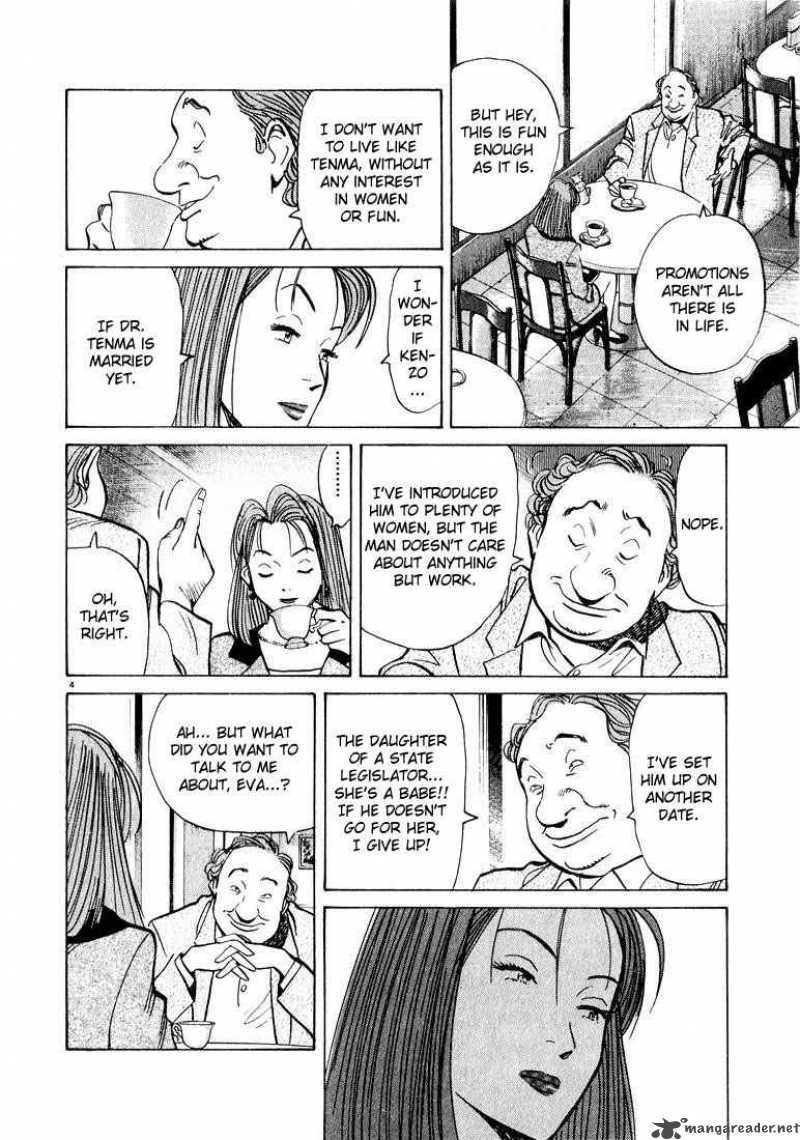 BUT HEY,
THIS IS FUN
ENOUGH
AS IT IS.
PROMOTIONS
AREN'T ALL
THERE IS
IN LIFE.
I DON'T WANT
TO LIVE LIKE
TENMA, WITHOUT
ANY INTEREST
IN WOMEN
OR FUN.
I
WON-
DER
IF
KEN-
ZO
...
IF DR.
TENMA IS
MARRIED
YET.
NOPE.
I'VE INTRODUCED
HIM TO PLENTY OF
WOMEN, BUT THE
MAN DOESN'T CARE
ABOUT ANYTHING
BUT WORK.
........
OH,
THAT'S
RIGHT.
4
I'VE SET
HIM UP ON
ANOTHER
DATE.
THE DAUGHTER
OF A STATE
LEGISLATOR...
SHE'S A BABE!!
IF HE DOESN'T
GO FOR HER,
I GIVE UP!
AH... BUT WHAT
DID YOU WANT TO
TALK TO ME
ABOUT, EVA...?
mangareader.net